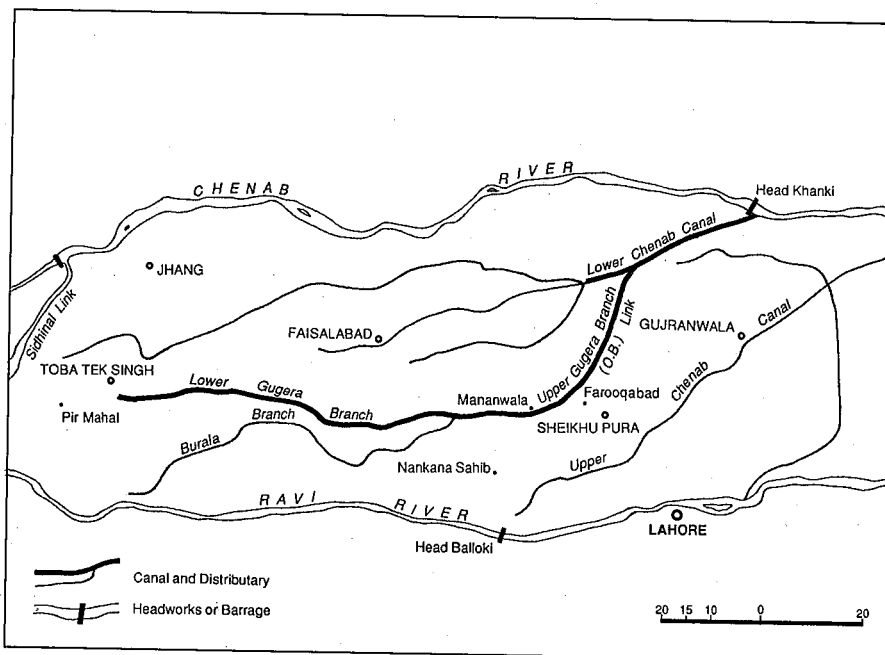 CHENAB
RIVER
Head Khanki
Lower Chenab Canal
JHANG
Sidhinal Link
FAISALABAD
Upper Gugera Branch
(O.B.) Link
GUJRANWALA
Upper Chenab Canal
TOBA TEK SINGH
Lower Gugera Branch
Pir Mahal
Mananwala
Farooqabad
SHEIKHU PURA
Burala Branch
Nankana Sahib
RAVI RIVER
Head Balloki
LAHORE
Canal and Distributary
Headworks or Barrage
20 15 10 0 20